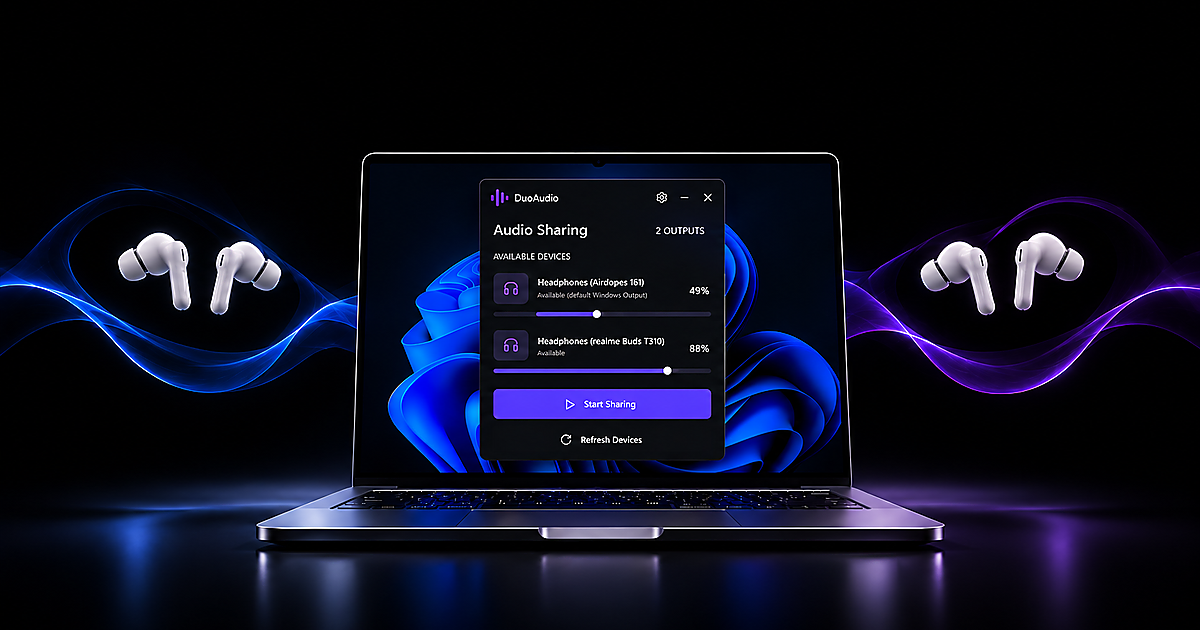 DuoAudio
Audio Sharing
2 OUTPUTS
AVAILABLE DEVICES
Headphones (Airdopes 161)
Available (default Windows Output)
49%
Headphones (realme Buds T310)
Available
88%
Start Sharing
Refresh Devices